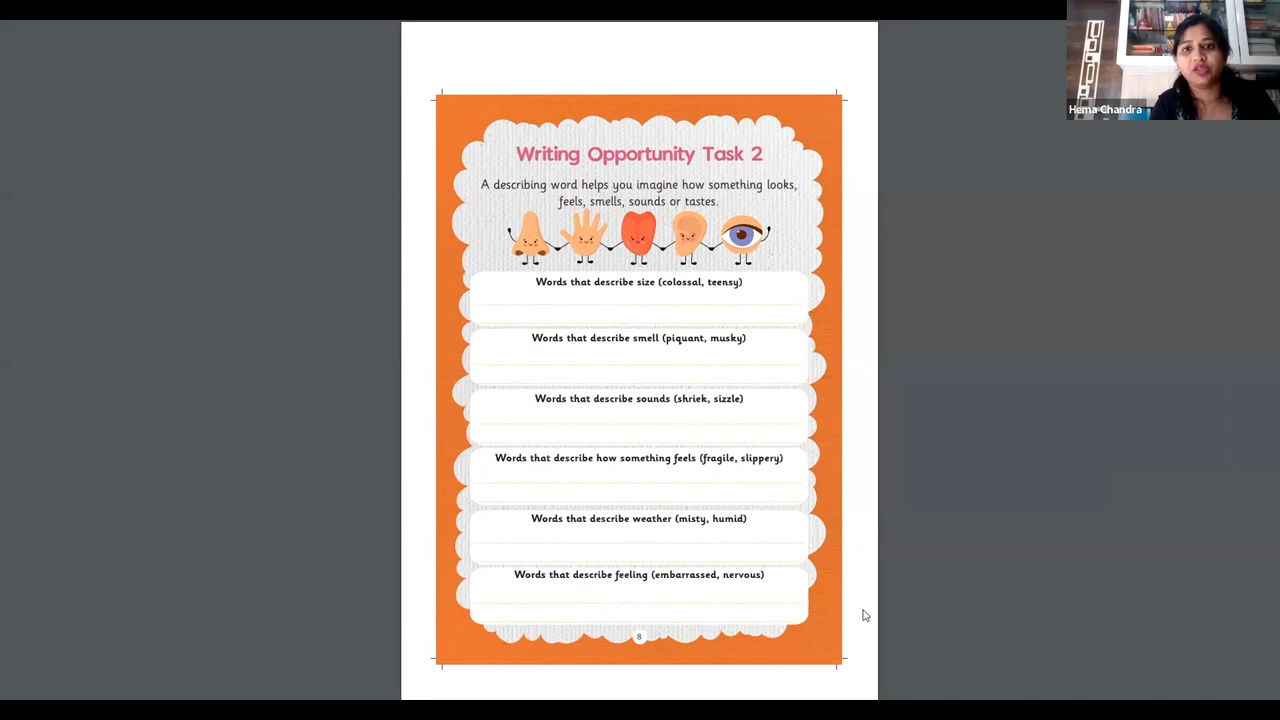 Hema Chandra
Writing Opportunity Task 2
A describing word helps you imagine how something looks,
feels, smells, sounds or tastes.
Words that describe size (colossal, teensy)
Words that describe smell (piquant, musky)
Words that describe sounds (shriek, sizzle)
Words that describe how something feels (fragile, slippery)
Words that describe weather (misty, humid)
Words that describe feeling (embarrassed, nervous)
8